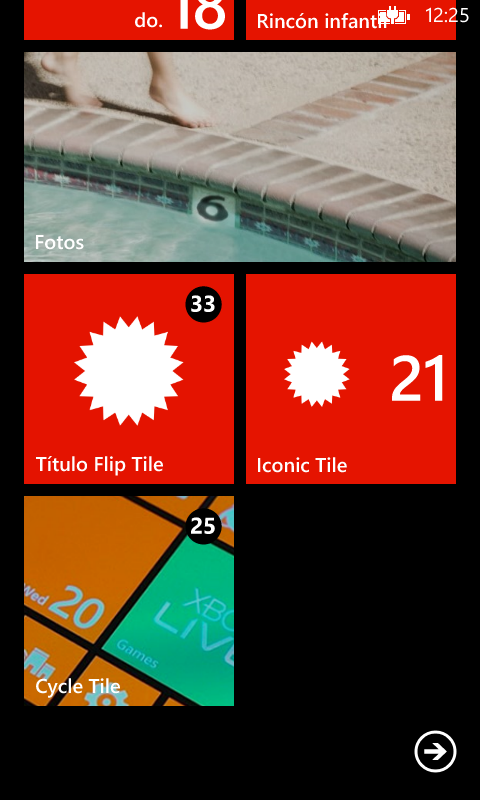 12:25
do. 18
Rincón infantil
6
Fotos
33
21
Título Flip Tile
Iconic Tile
25
Wed 20
XBO
LIVE
Games
Cycle Tile